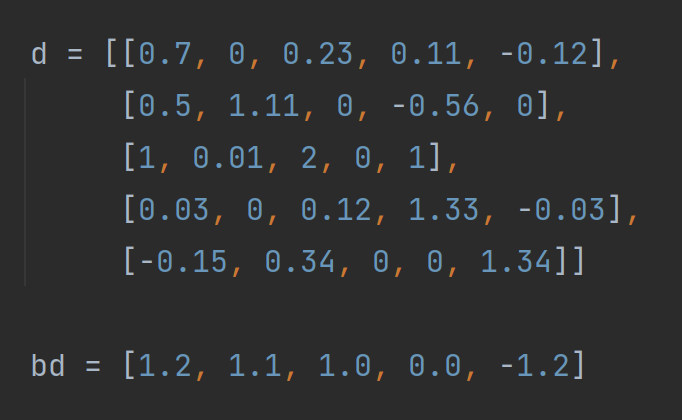 d = [[0.7, 0, 0.23, 0.11, -0.12],
[0.5, 1.11, 0, -0.56, 0],
[1, 0.01, 2, 0, 1],
[0.03, 0, 0.12, 1.33, -0.03],
[-0.15, 0.34, 0, 0, 1.34]]
bd = [1.2, 1.1, 1.0, 0.0, -1.2]